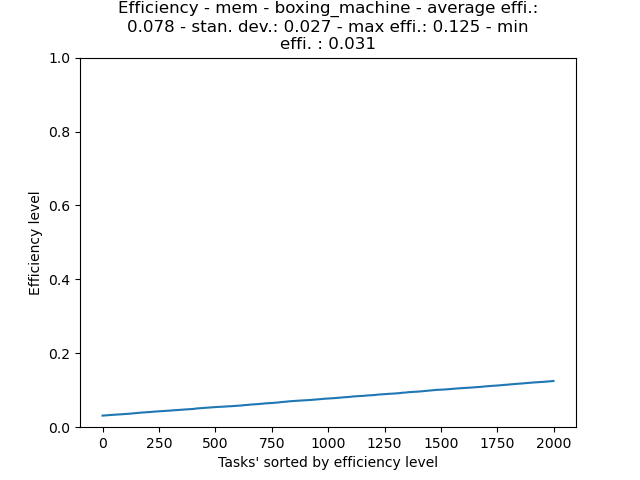 Efficiency - mem - boxing_machine - average effi.:
0.078 - stan. dev.: 0.027 - max effi.: 0.125 - min
effi. : 0.031
1.0
0.8
0.6
0.4
0.2
0.0
Efficiency level
0 250 500 750 1000 1250 1500 1750 2000
Tasks' sorted by efficiency level